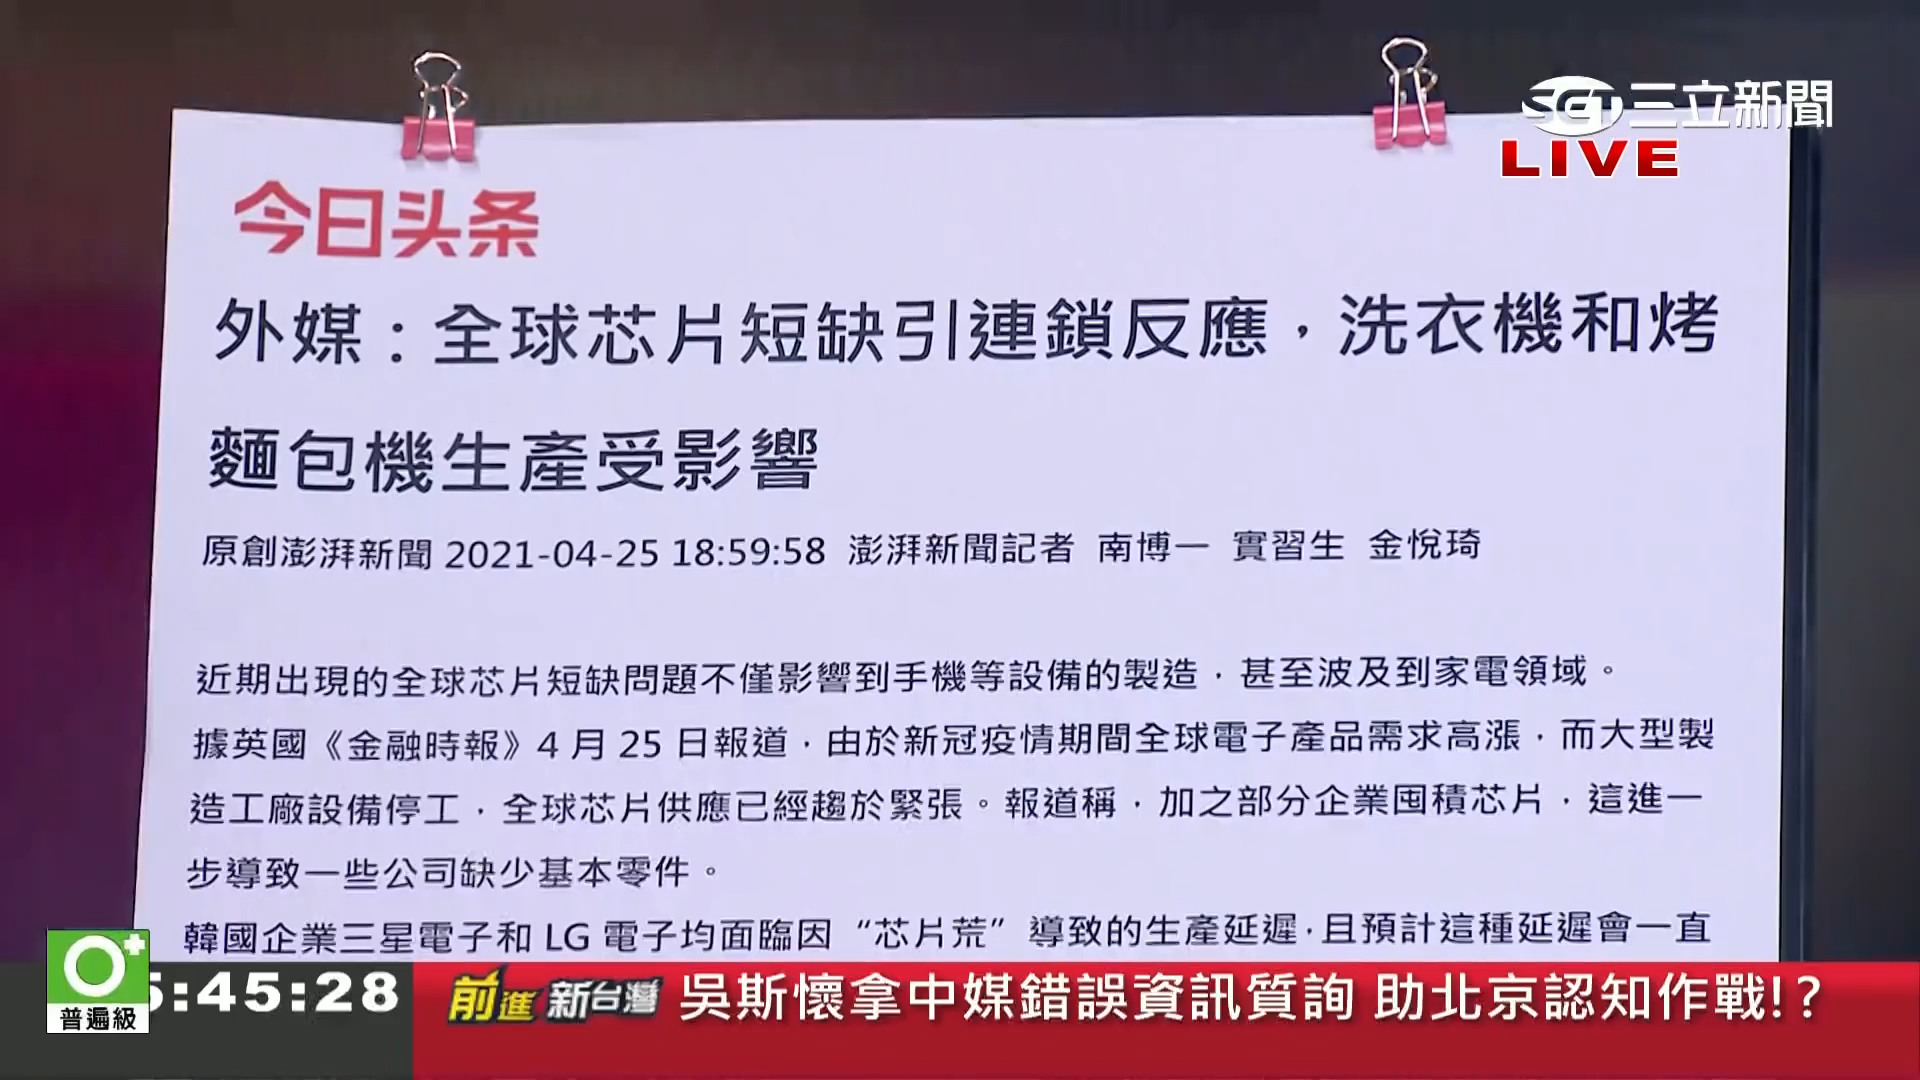 SET三立新聞
LIVE
今日头条
外媒：全球芯片短缺引連鎖反應，洗衣機和烤
麵包機生產受影響
原創澎湃新聞 2021-04-25 18:59:58 澎湃新聞記者 南博一 實習生 金悅琦
近期出現的全球芯片短缺問題不僅影響到手機等設備的製造，甚至波及到家電領域。
據英國《金融時報》4 月 25 日報道，由於新冠疫情期間全球電子產品需求高漲，而大型製
造工廠設備停工，全球芯片供應已經趨於緊張。報道稱，加之部分企業囤積芯片，這進一
步導致一些公司缺少基本零件。
韓國企業三星電子和 LG 電子均面臨因“芯片荒”導致的生產延遲，且預計這種延遲會一直
普遍級
5:45:28
前進新台灣
吳斯懷拿中媒錯誤資訊質詢 助北京認知作戰!?